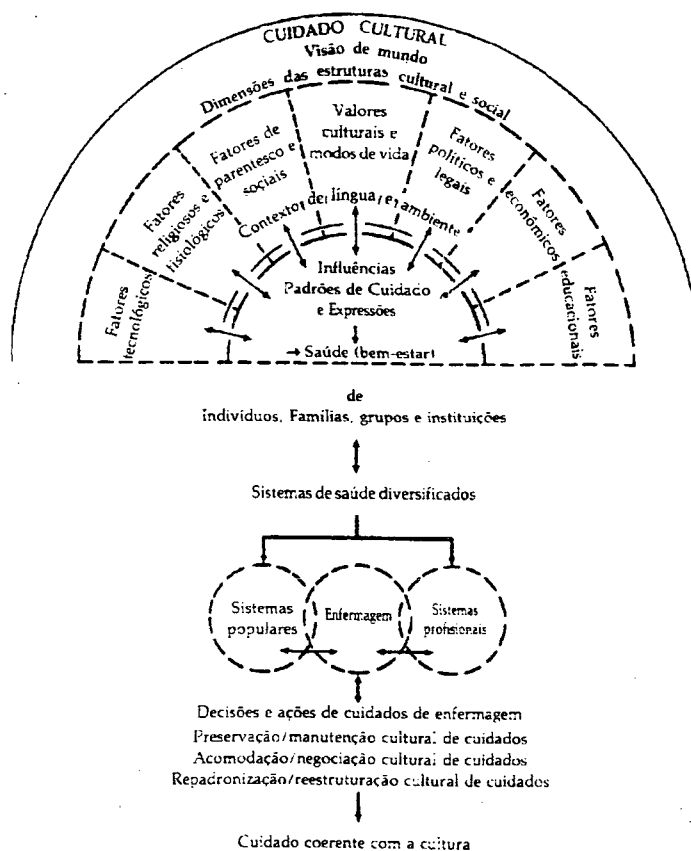 CUIDADO CULTURAL
Visão de mundo
Dimensões das estruturas cultural e social
Fatores
tecnológicos
Fatores
religiosos e
fisiológicos
Fatores de
parentesco e
sociais
Valores
culturais e
modos de vida
Fatores
políticos e
legais
Fatores
econômicos
Fatores
educacionais
Contexto de língua e ambiente
Influências
Padrões de Cuidado
e Expressões
Saúde (bem-estar)
de
Indivíduos, Famílias, grupos e instituições
Sistemas de saúde diversificados
Sistemas
populares
Enfermagem
Sistemas
profissionais
Decisões e ações de cuidados de enfermagem
Preservação/manutenção cultural de cuidados
Acomodação/negociação cultural de cuidados
Repadronização/reestruturação cultural de cuidados
Cuidado coerente com a cultura